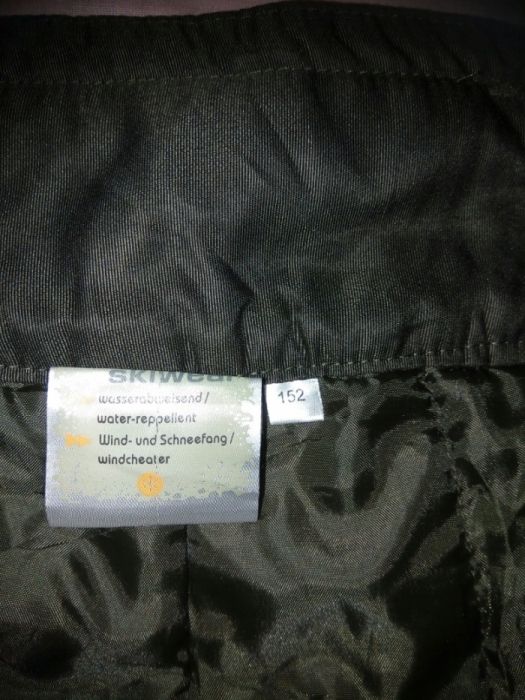 skiwear
wasserabweisend /
water-reppellent
Wind- und Schneefang /
windcheater
152